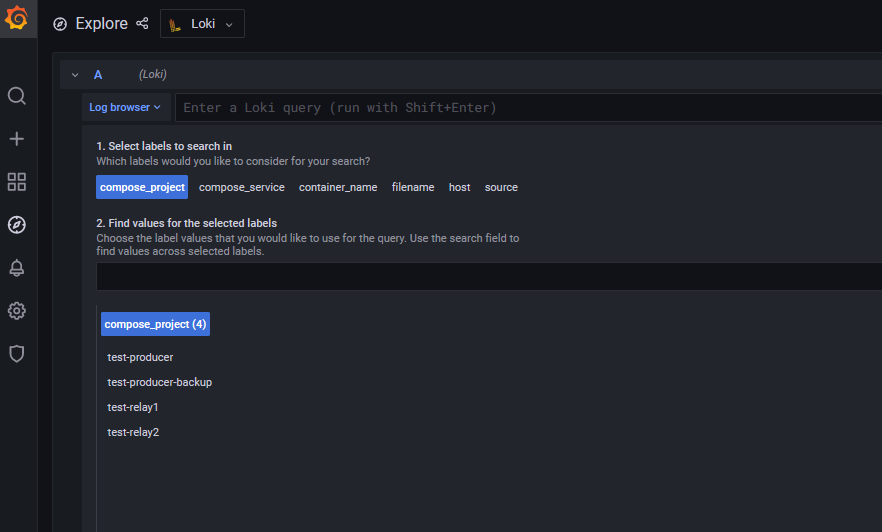 Explore Loki
A (Loki)
Log browser Enter a Loki query (run with Shift+Enter)
1. Select labels to search in
Which labels would you like to consider for your search?
compose_project compose_service container_name filename host source
2. Find values for the selected labels
Choose the label values that you would like to use for the query. Use the search field to
find values across selected labels.
compose_project (4)
test-producer
test-producer-backup
test-relay1
test-relay2